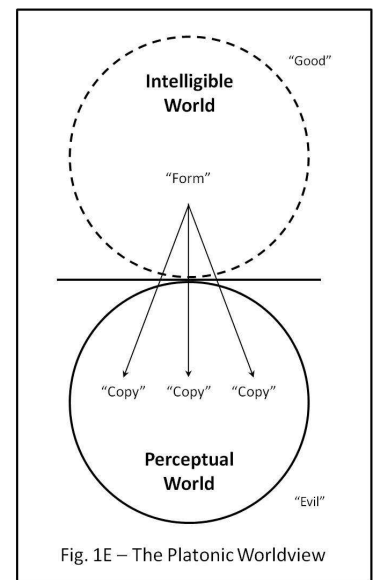 “Good”
Intelligible
World
“Form”
“Copy” “Copy” “Copy”
Perceptual
World
“Evil”
Fig. 1E – The Platonic Worldview